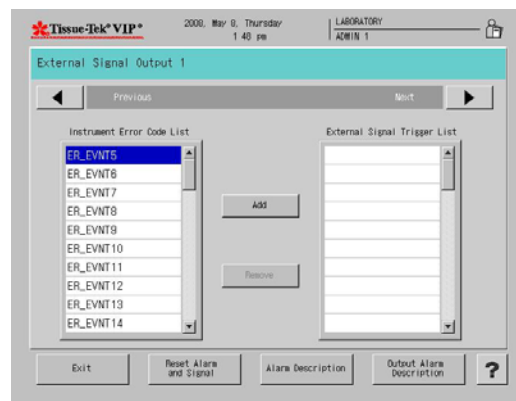 Tissue-Tek® VIP®
2008, May 8, Thursday
1 40 pm
LABORATORY
ADMIN 1
External Signal Output 1
Previous
Next
Instrument Error Code List
External Signal Trigger List
ER_EVNT5
ER_EVNT6
ER_EVNT7
ER_EVNT8
ER_EVNT9
ER_EVNT10
ER_EVNT11
ER_EVNT12
ER_EVNT13
ER_EVNT14
Add
Remove
Exit
Reset Alarm
and Signal
Alarm Description
Output Alarm
Description
?